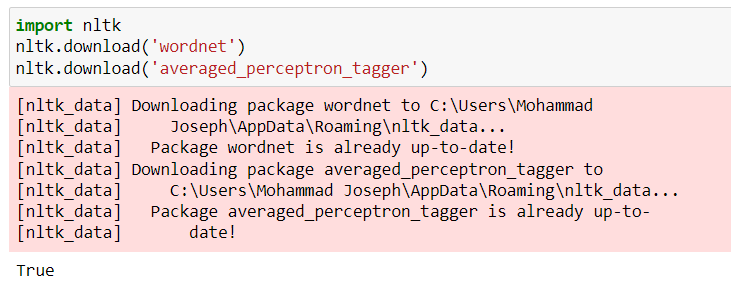 import nltk
nltk.download('wordnet')
nltk.download('averaged_perceptron_tagger')
[nltk_data] Downloading package wordnet to C:\Users\Mohammad
[nltk_data]     Joseph\AppData\Roaming\nltk_data...
[nltk_data]   Package wordnet is already up-to-date!
[nltk_data] Downloading package averaged_perceptron_tagger to
[nltk_data]     C:\Users\Mohammad Joseph\AppData\Roaming\nltk_data...
[nltk_data]   Package averaged_perceptron_tagger is already up-to-
[nltk_data]       date!
True